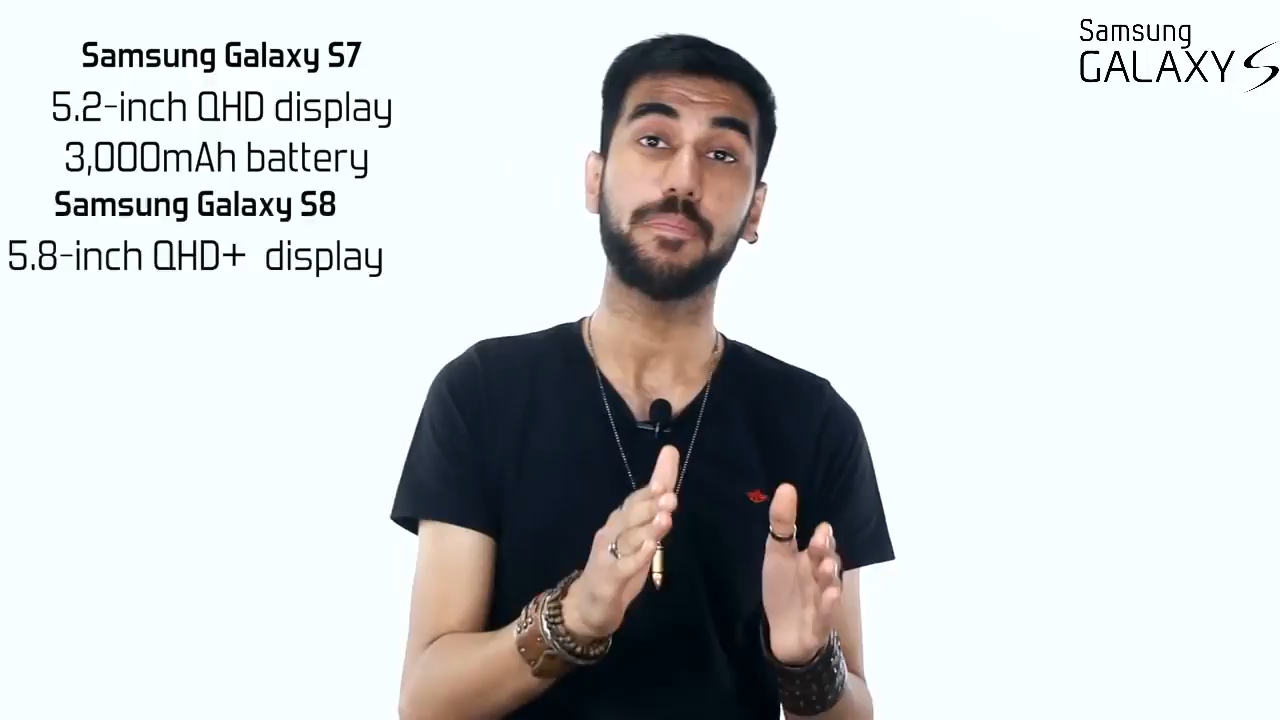 Samsung Galaxy S7
5.2-inch QHD display
3,000mAh battery
Samsung Galaxy S8
5.8-inch QHD+ display
Samsung
GALAXY S